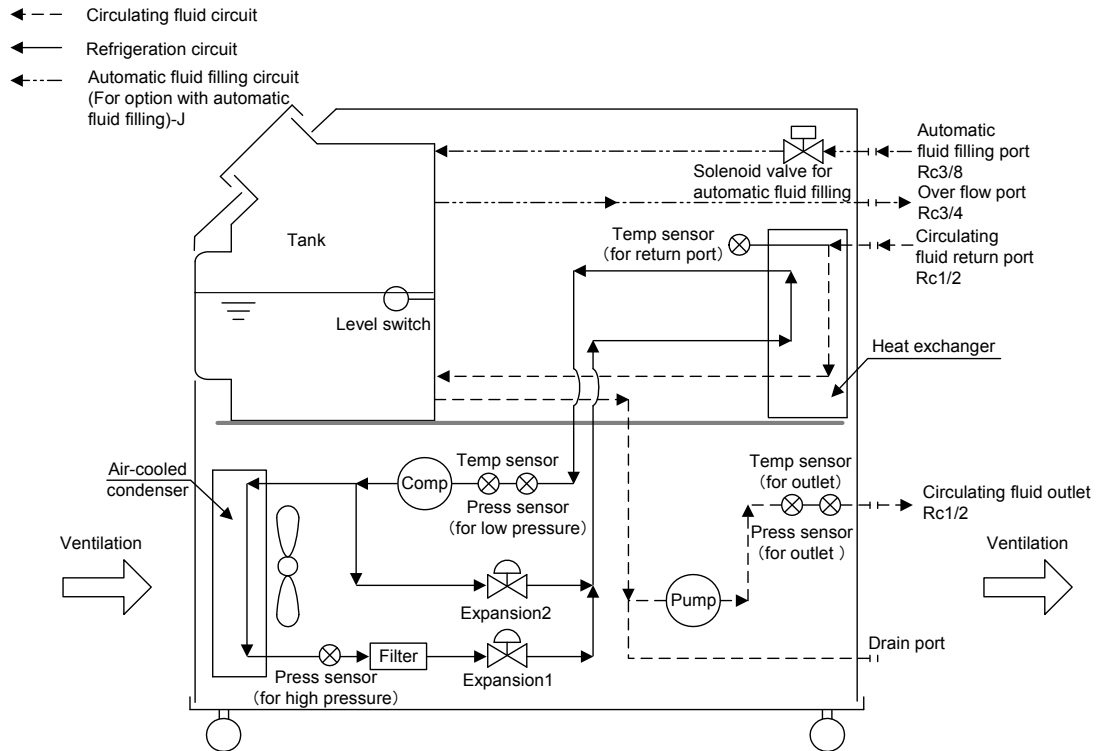 Circulating fluid circuit
Refrigeration circuit
Automatic fluid filling circuit
(For option with automatic
fluid filling)-J
Automatic
fluid filling port
Rc3/8
Solenoid valve for
automatic fluid filling
Over flow port
Rc3/4
Tank
Temp sensor
(for return port)
Circulating
fluid return port
Rc1/2
Level switch
Heat exchanger
Air-cooled
condenser
Comp
Temp sensor
Press sensor
(for low pressure)
Temp sensor
(for outlet)
Press sensor
(for outlet )
Circulating fluid outlet
Rc1/2
Ventilation
Ventilation
Expansion2
Pump
Drain port
Filter
Expansion1
Press sensor
(for high pressure)